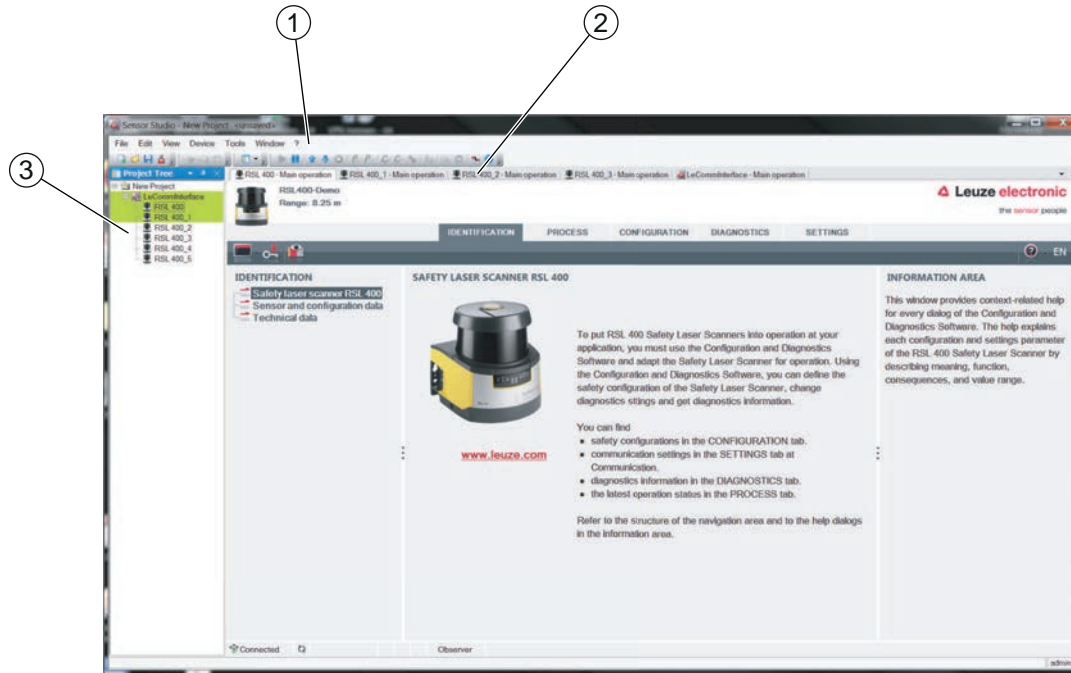 1
2
3
Sensor Studio - New Project <unsaved>
File Edit View Device Tools Window ?
Project Tree
New Project
LeCommInterface
RSL 400
RSL 400_1
RSL 400_2
RSL 400_3
RSL 400_4
RSL 400_5
RSL 400 - Main operation RSL 400_1 - Main operation RSL 400_2 - Main operation RSL 400_3 - Main operation LeCommInterface - Main operation
RSL400-Demo
Range: 8.25 m
Leuze electronic
the sensor people
IDENTIFICATION PROCESS CONFIGURATION DIAGNOSTICS SETTINGS
? EN
IDENTIFICATION
Safety laser scanner RSL 400
Sensor and configuration data
Technical data
SAFETY LASER SCANNER RSL 400
www.leuze.com
To put RSL 400 Safety Laser Scanners into operation at your
application, you must use the Configuration and Diagnostics
Software and adapt the Safety Laser Scanner for operation. Using
the Configuration and Diagnostics Software, you can define the
safety configuration of the Safety Laser Scanner, change
diagnostics sttings and get diagnostics information.
You can find
• safety configurations in the CONFIGURATION tab.
• communication settings in the SETTINGS tab at
Communication.
• diagnostics information in the DIAGNOSTICS tab.
• the latest operation status in the PROCESS tab.
Refer to the structure of the navigation area and to the help dialogs
in the information area.
INFORMATION AREA
This window provides context-related help
for every dialog of the Configuration and
Diagnostics Software. The help explains
each configuration and settings parameter
of the RSL 400 Safety Laser Scanner by
describing meaning, function,
consequences, and value range.
Connected Observer
admin